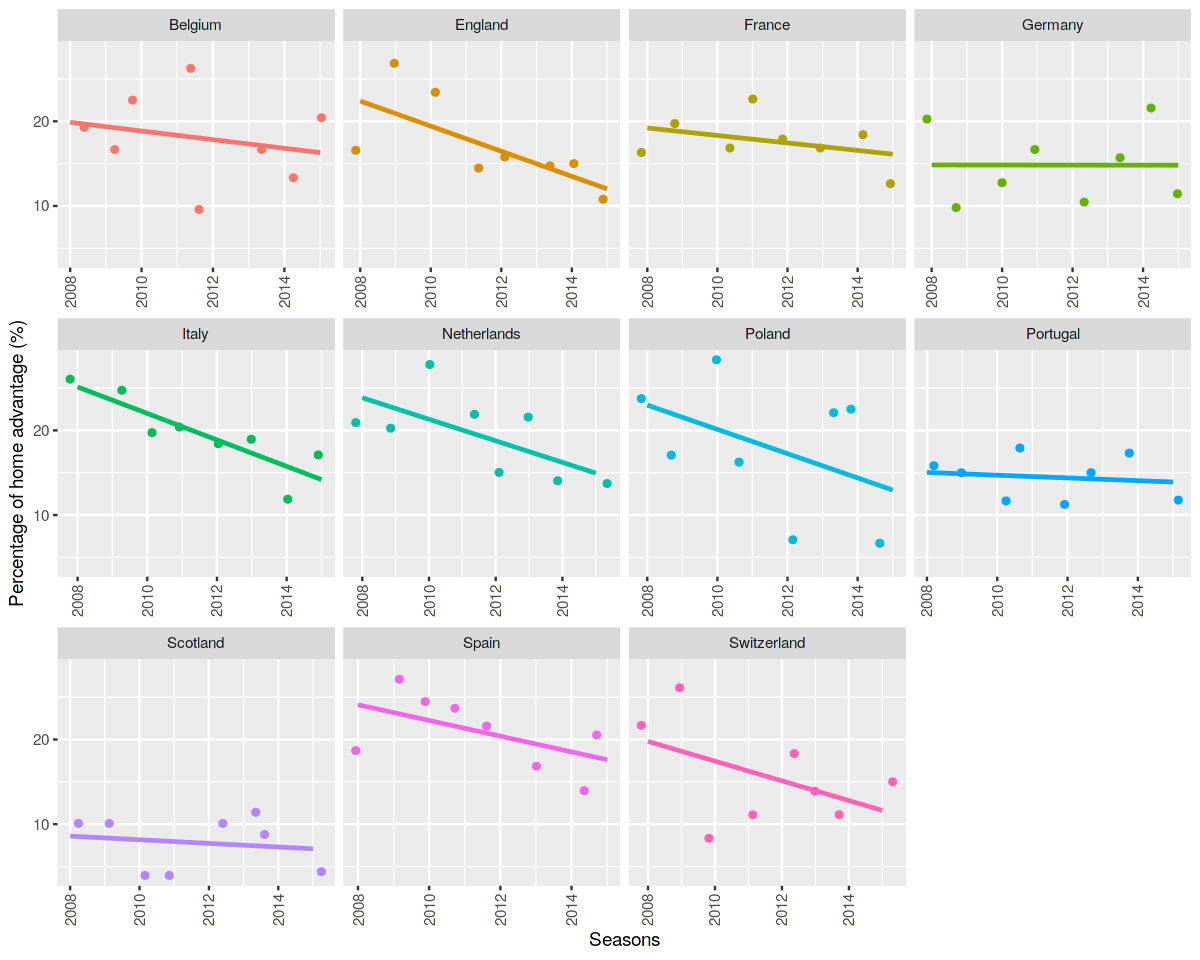 Belgium England France Germany
20
10
2008 2010 2012 2014 2008 2010 2012 2014 2008 2010 2012 2014 2008 2010 2012 2014
Percentage of home advantage (%)
Italy Netherlands Poland Portugal
20
10
2008 2010 2012 2014 2008 2010 2012 2014 2008 2010 2012 2014 2008 2010 2012 2014
Scotland Spain Switzerland
20
10
2008 2010 2012 2014 2008 2010 2012 2014 2008 2010 2012 2014
Seasons